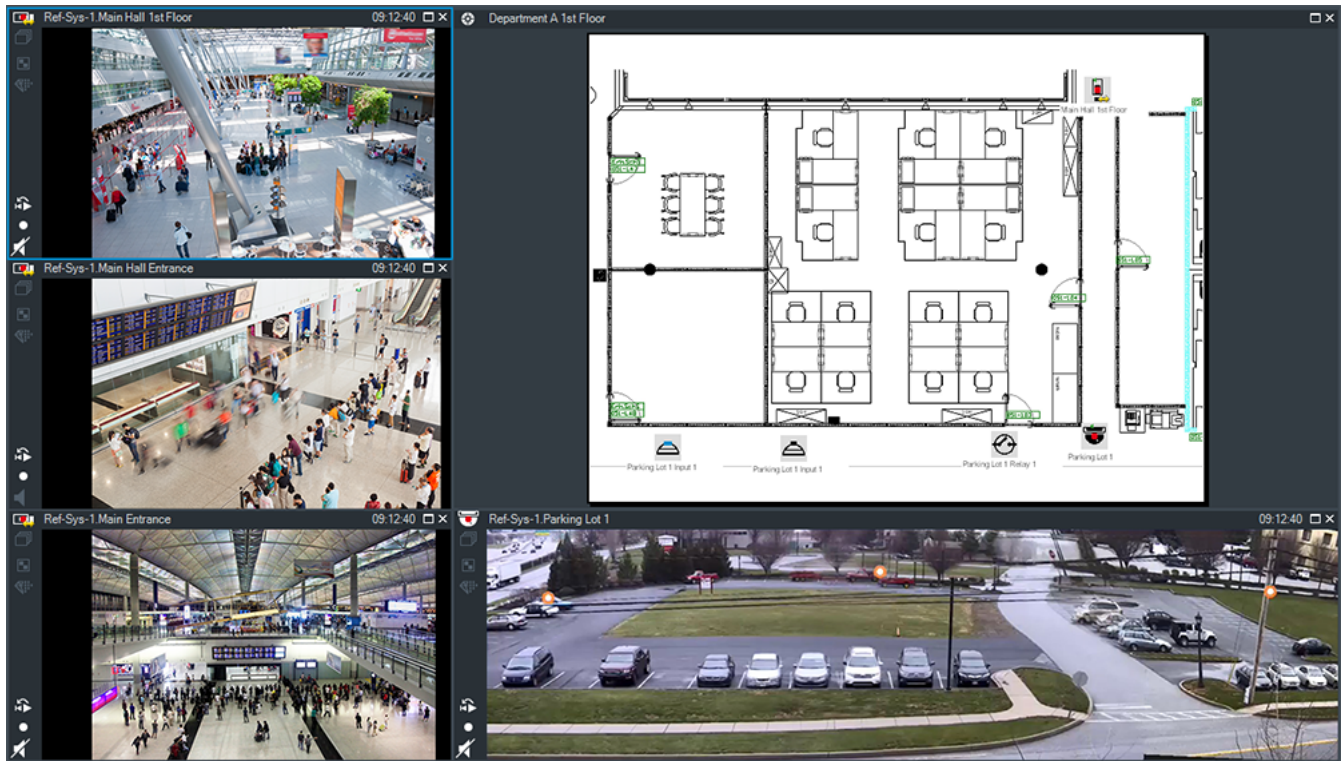 Ref-Sys-1.Main Hall 1st Floor 09:12:40
Department A 1st Floor
Main Hall 1st Floor
Ref-Sys-1.Main Hall Entrance 09:12:40
Parking Lot 1 Input 1
Parking Lot 1 Input 1
Parking Lot 1 Relay 1
Parking Lot 1
Ref-Sys-1.Main Entrance 09:12:40
Ref-Sys-1.Parking Lot 1 09:12:40